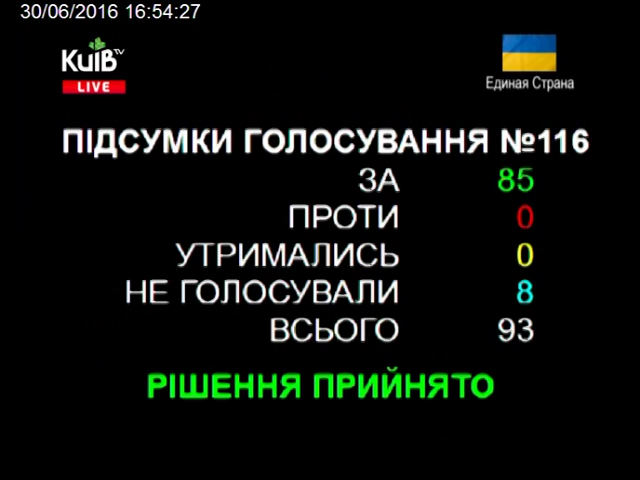 30/06/2016 16:54:27
КиїВ TV
LIVE
Единая Страна
ПІДСУМКИ ГОЛОСУВАННЯ №116
ЗА 85
ПРОТИ 0
УТРИМАЛИСЬ 0
НЕ ГОЛОСУВАЛИ 8
ВСЬОГО 93
РІШЕННЯ ПРИЙНЯТО